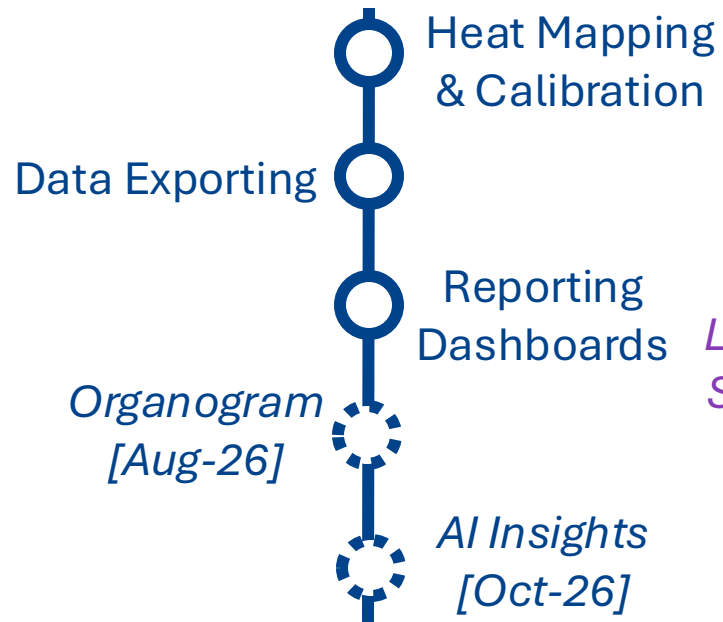 Heat Mapping
& Calibration
Data Exporting
Reporting
Dashboards
Organogram
[Aug-26]
AI Insights
[Oct-26]